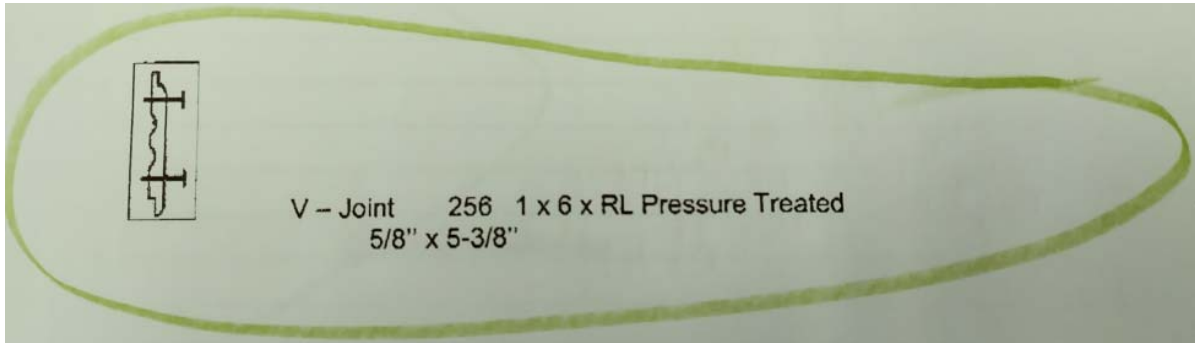 V – Joint 256 1 x 6 x RL Pressure Treated
5/8" x 5-3/8"